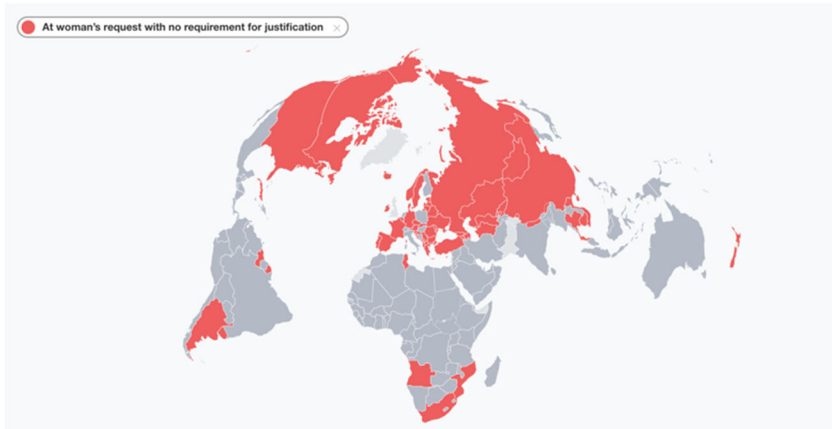 At woman's request with no requirement for justification ×